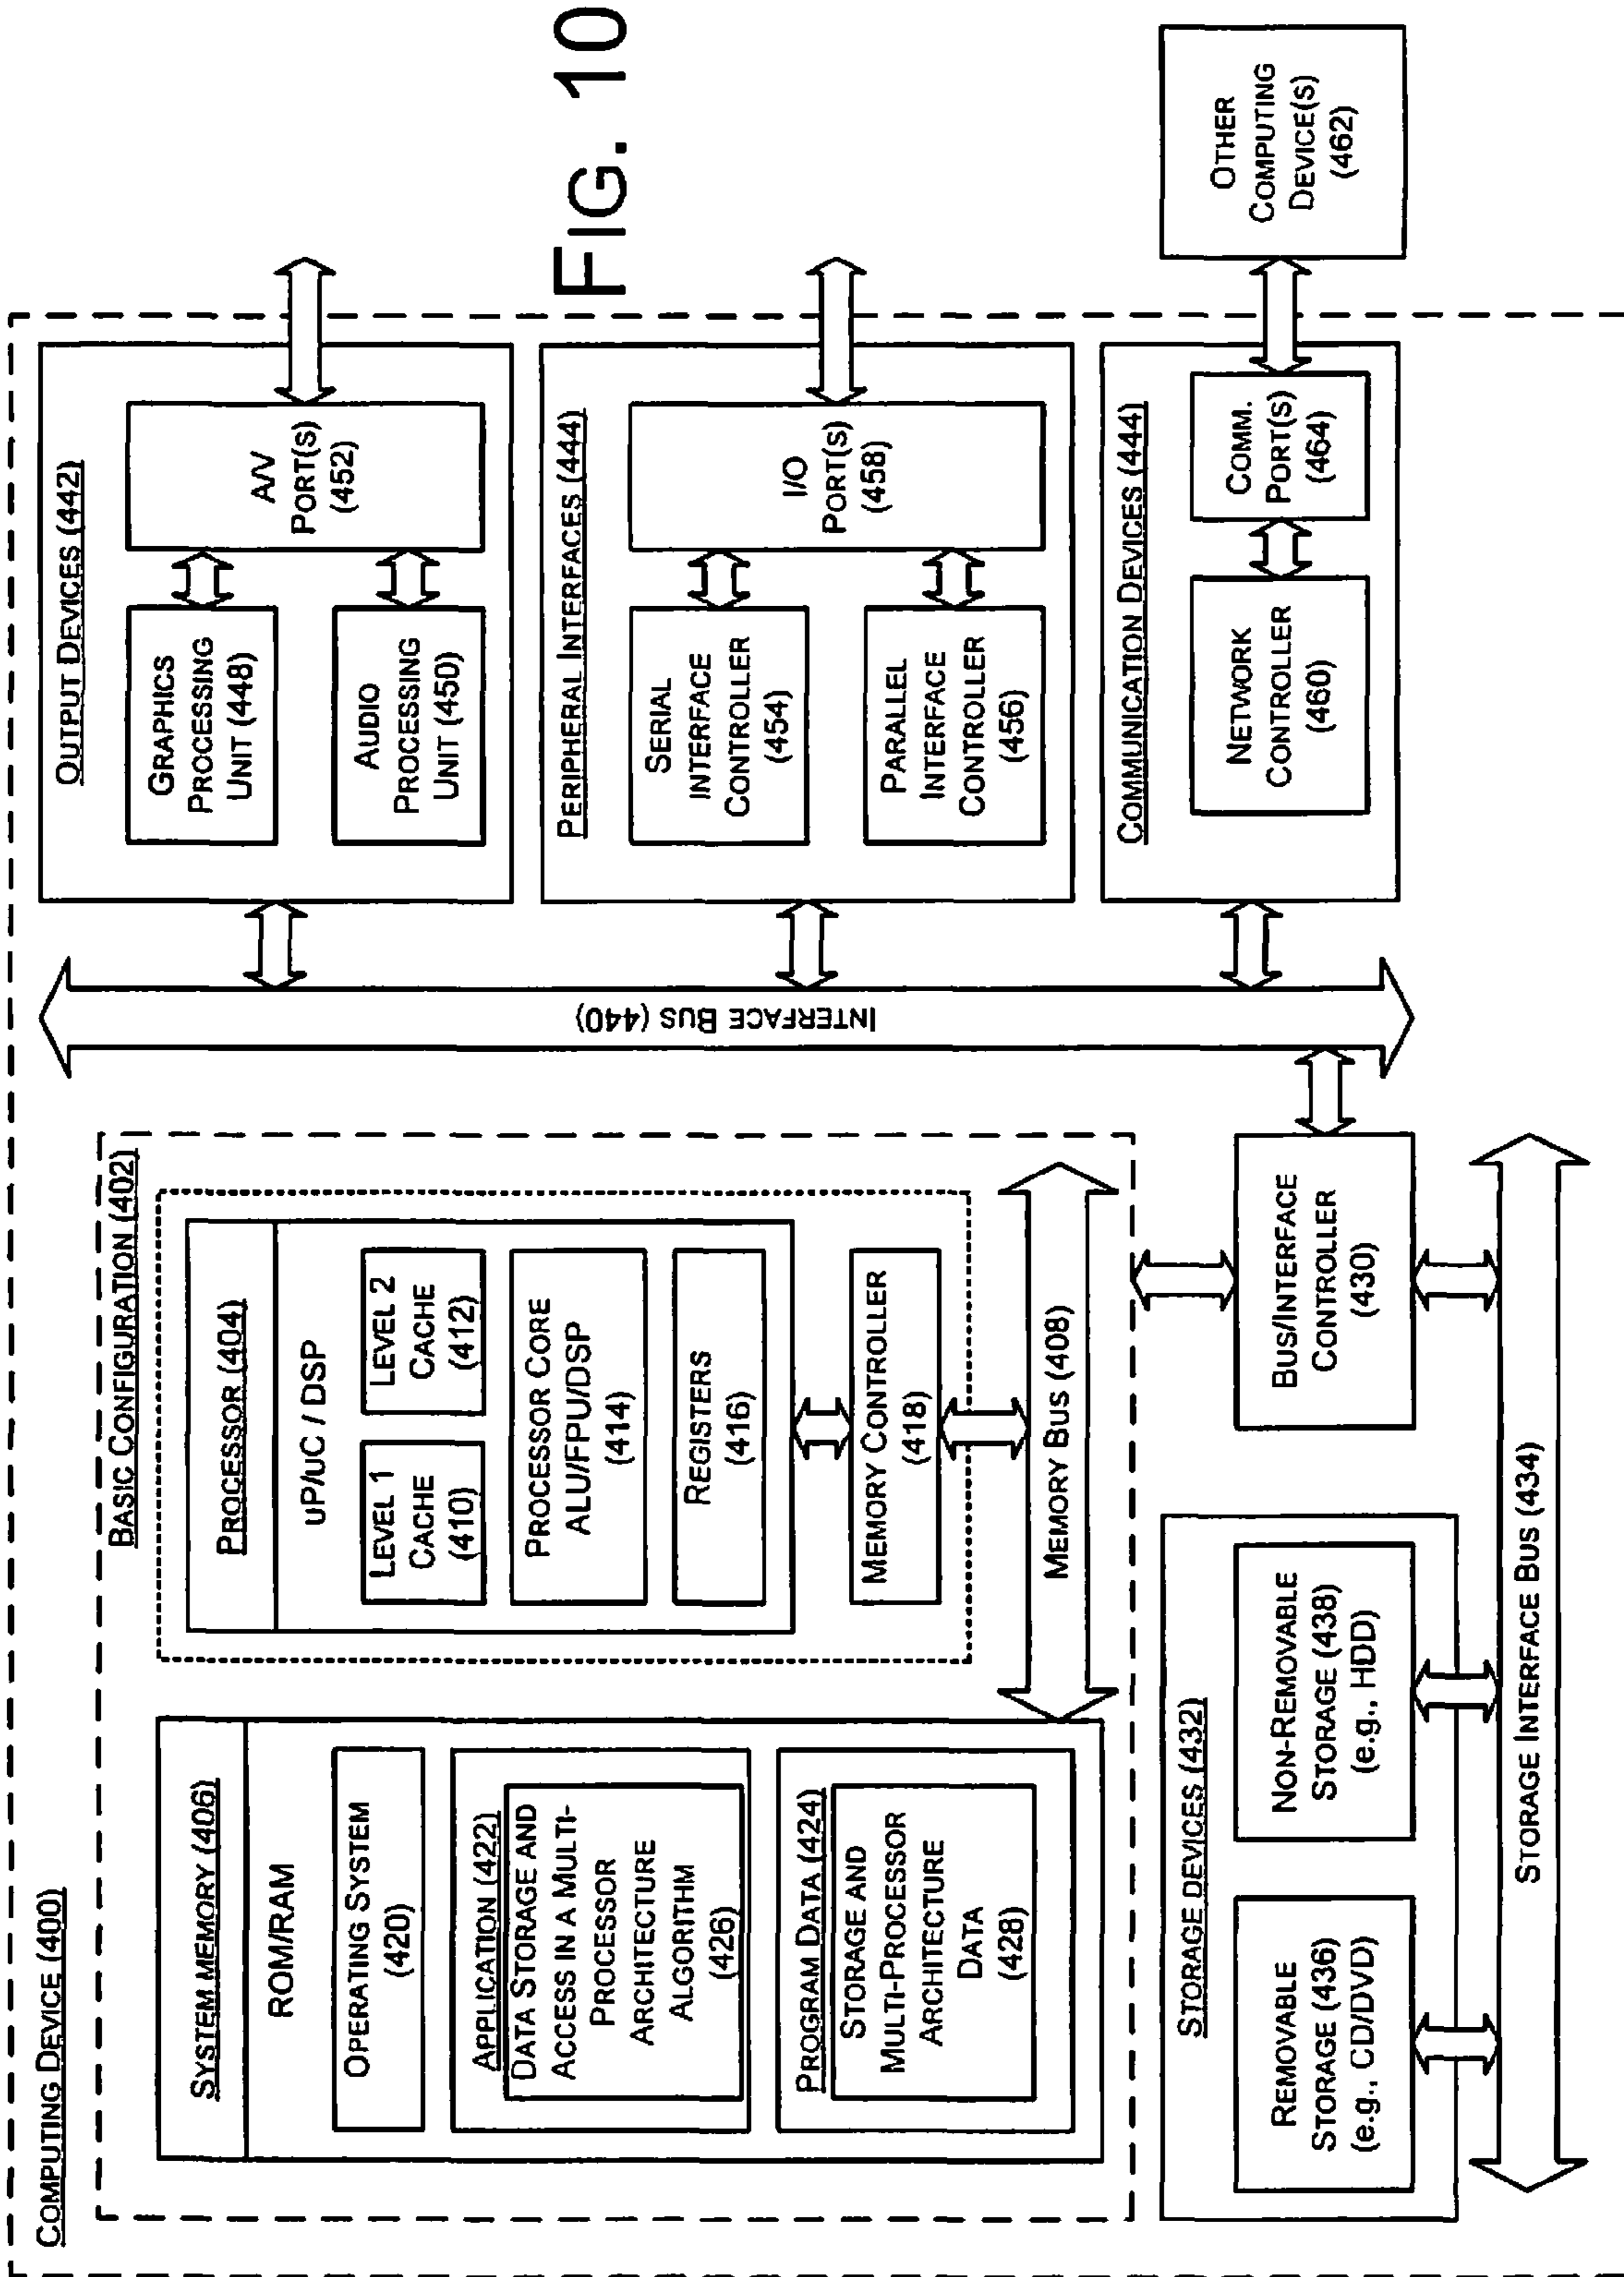 COMPUTING DEVICE (400)
BASIC CONFIGURATION (402)
SYSTEM MEMORY (406)
ROM/RAM
OPERATING SYSTEM
(420)
APPLICATION (422)
DATA STORAGE AND
ACCESS IN A MULTI-
PROCESSOR
ARCHITECTURE
ALGORITHM
(426)
PROGRAM DATA (424)
STORAGE AND
MULTI-PROCESSOR
ARCHITECTURE
DATA
(428)
PROCESSOR (404)
uP/uC / DSP
LEVEL 1
CACHE
(410)
LEVEL 2
CACHE
(412)
PROCESSOR CORE
ALU/FPU/DSP
(414)
REGISTERS
(416)
MEMORY CONTROLLER
(418)
MEMORY BUS (408)
BUS/INTERFACE
CONTROLLER
(430)
STORAGE DEVICES (432)
REMOVABLE
STORAGE (436)
(e.g., CD/DVD)
NON-REMOVABLE
STORAGE (438)
(e.g., HDD)
STORAGE INTERFACE BUS (434)
INTERFACE BUS (440)
OUTPUT DEVICES (442)
GRAPHICS
PROCESSING
UNIT (448)
AUDIO
PROCESSING
UNIT (450)
A/V
PORT(S)
(452)
PERIPHERAL INTERFACES (444)
SERIAL
INTERFACE
CONTROLLER
(454)
PARALLEL
INTERFACE
CONTROLLER
(456)
I/O
PORT(S)
(458)
COMMUNICATION DEVICES (444)
NETWORK
CONTROLLER
(460)
COMM.
PORT(S)
(464)
OTHER
COMPUTING
DEVICE(S)
(462)
FIG. 10